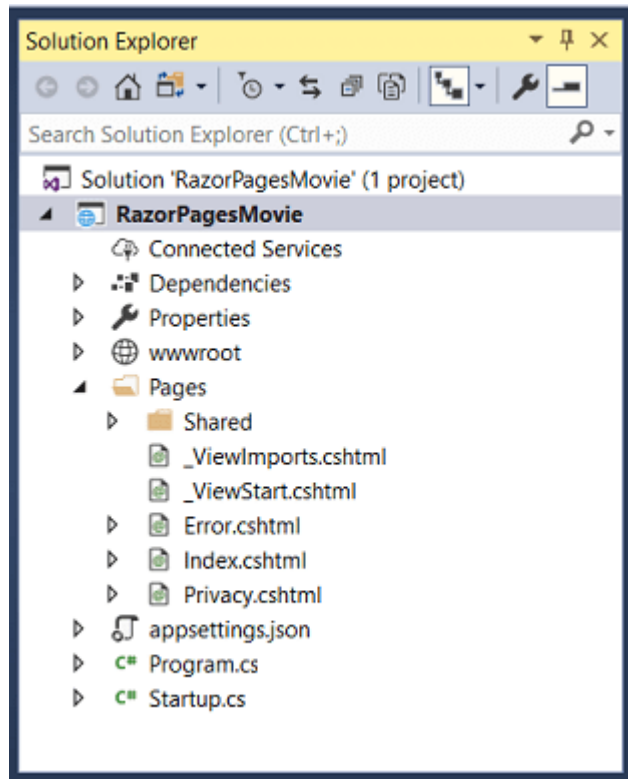 Solution Explorer
Search Solution Explorer (Ctrl+;)
Solution 'RazorPagesMovie' (1 project)
RazorPagesMovie
Connected Services
Dependencies
Properties
wwwroot
Pages
Shared
_ViewImports.cshtml
_ViewStart.cshtml
Error.cshtml
Index.cshtml
Privacy.cshtml
appsettings.json
C# Program.cs
C# Startup.cs